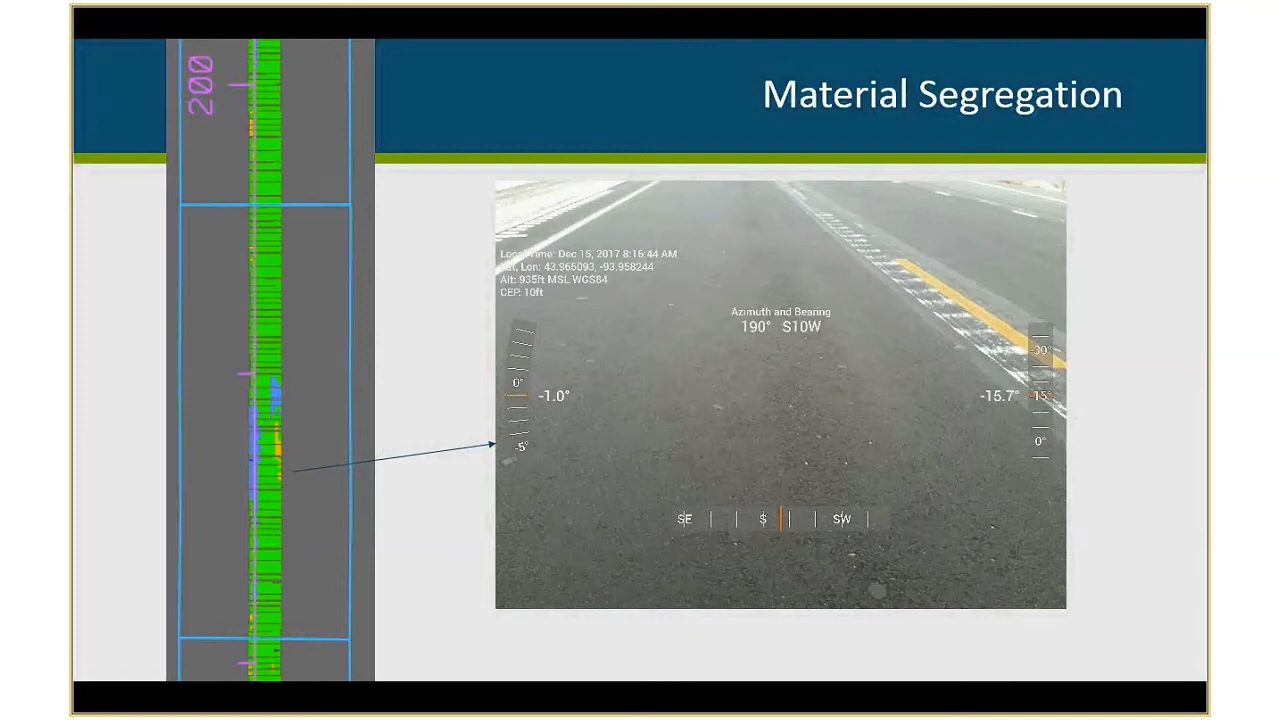 200
Material Segregation
Local Time: Dec 15, 2017 8:16:44 AM
Lat, Lon: 43.965093, -93.958244
Alt: 935ft MSL WGS84
CEP: 10ft
Azimuth and Bearing
190° S10W
-30°
0°
-1.0°
-15.7°
-15°
-5°
0°
SE
S
SW